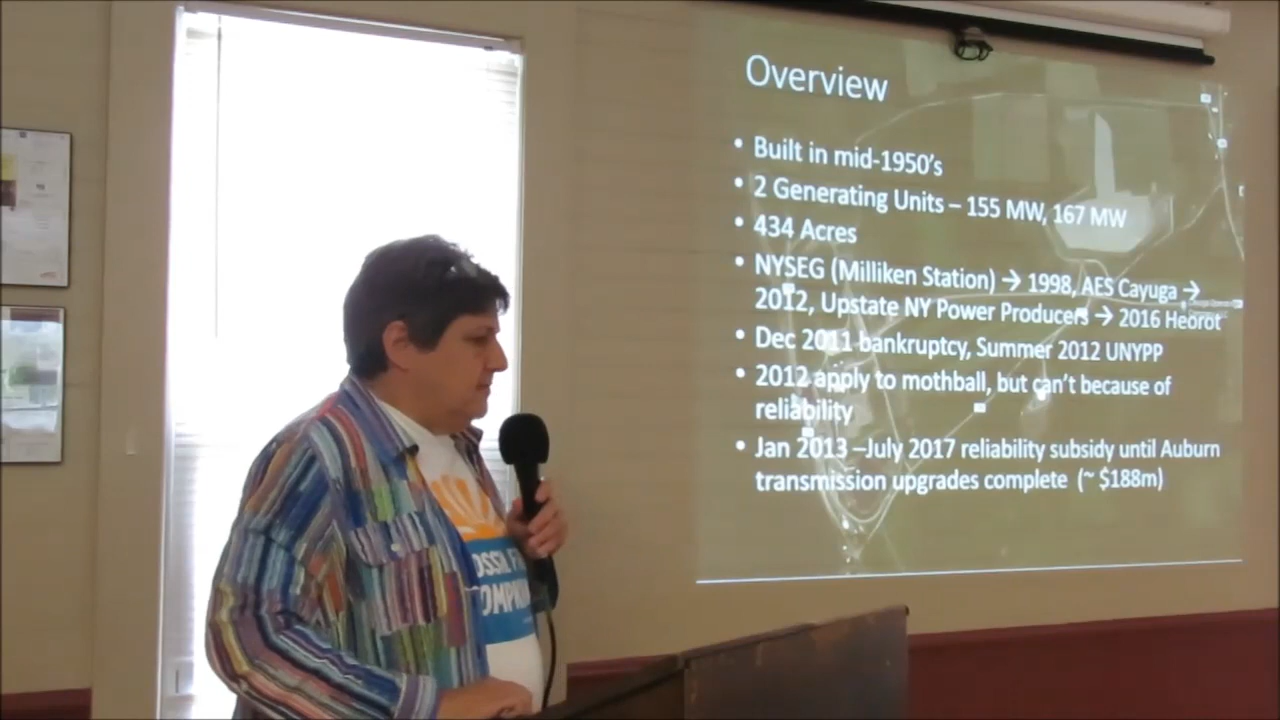 Overview
• Built in mid-1950's
• 2 Generating Units – 155 MW, 167 MW
• 434 Acres
• NYSEG (Milliken Station) → 1998, AES Cayuga →
2012, Upstate NY Power Producers → 2016 Heorot
• Dec 2011 bankruptcy, Summer 2012 UNYPP
• 2012 apply to mothball, but can't because of
reliability
• Jan 2013 –July 2017 reliability subsidy until Auburn
transmission upgrades complete (~ $188m)